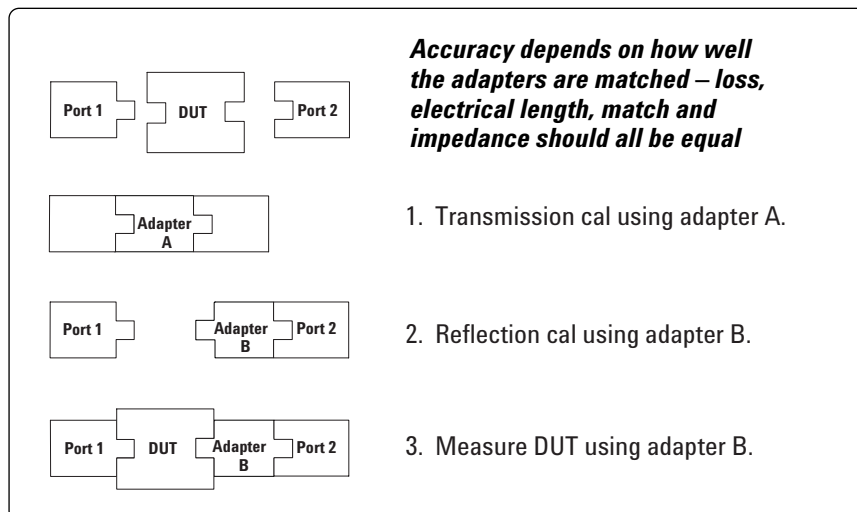 Accuracy depends on how well
the adapters are matched – loss,
electrical length, match and
impedance should all be equal
Port 1
DUT
Port 2
Adapter
A
1. Transmission cal using adapter A.
Port 1
Adapter
B
Port 2
2. Reflection cal using adapter B.
Port 1
DUT
Adapter
B
Port 2
3. Measure DUT using adapter B.